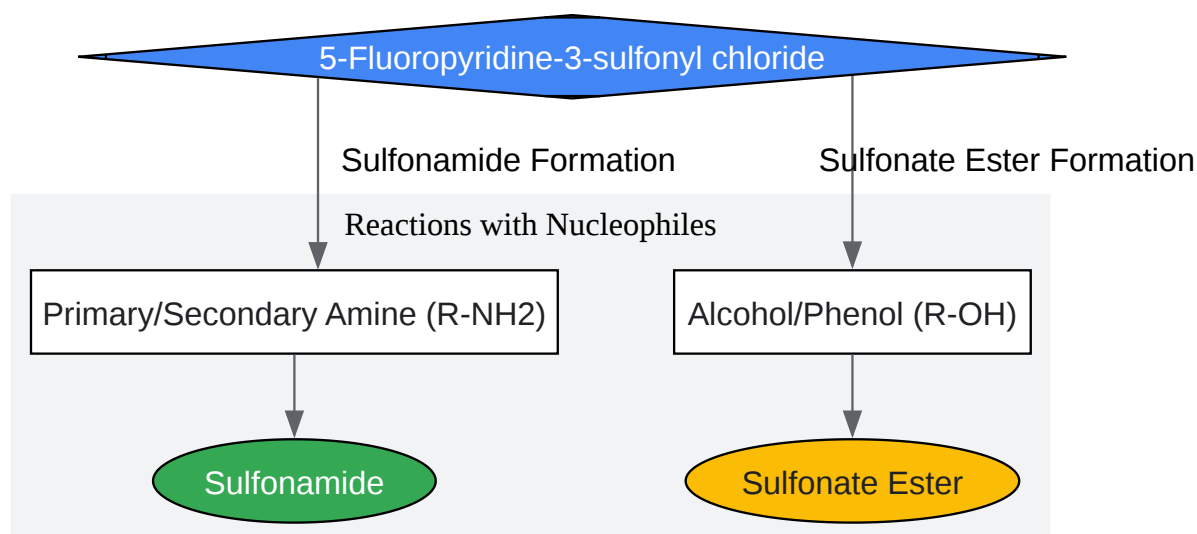 5-Fluoropyridine-3-sulfonyl chloride
Sulfonamide Formation
Sulfonate Ester Formation
Reactions with Nucleophiles
Primary/Secondary Amine (R-NH2)
Alcohol/Phenol (R-OH)
Sulfonamide
Sulfonate Ester